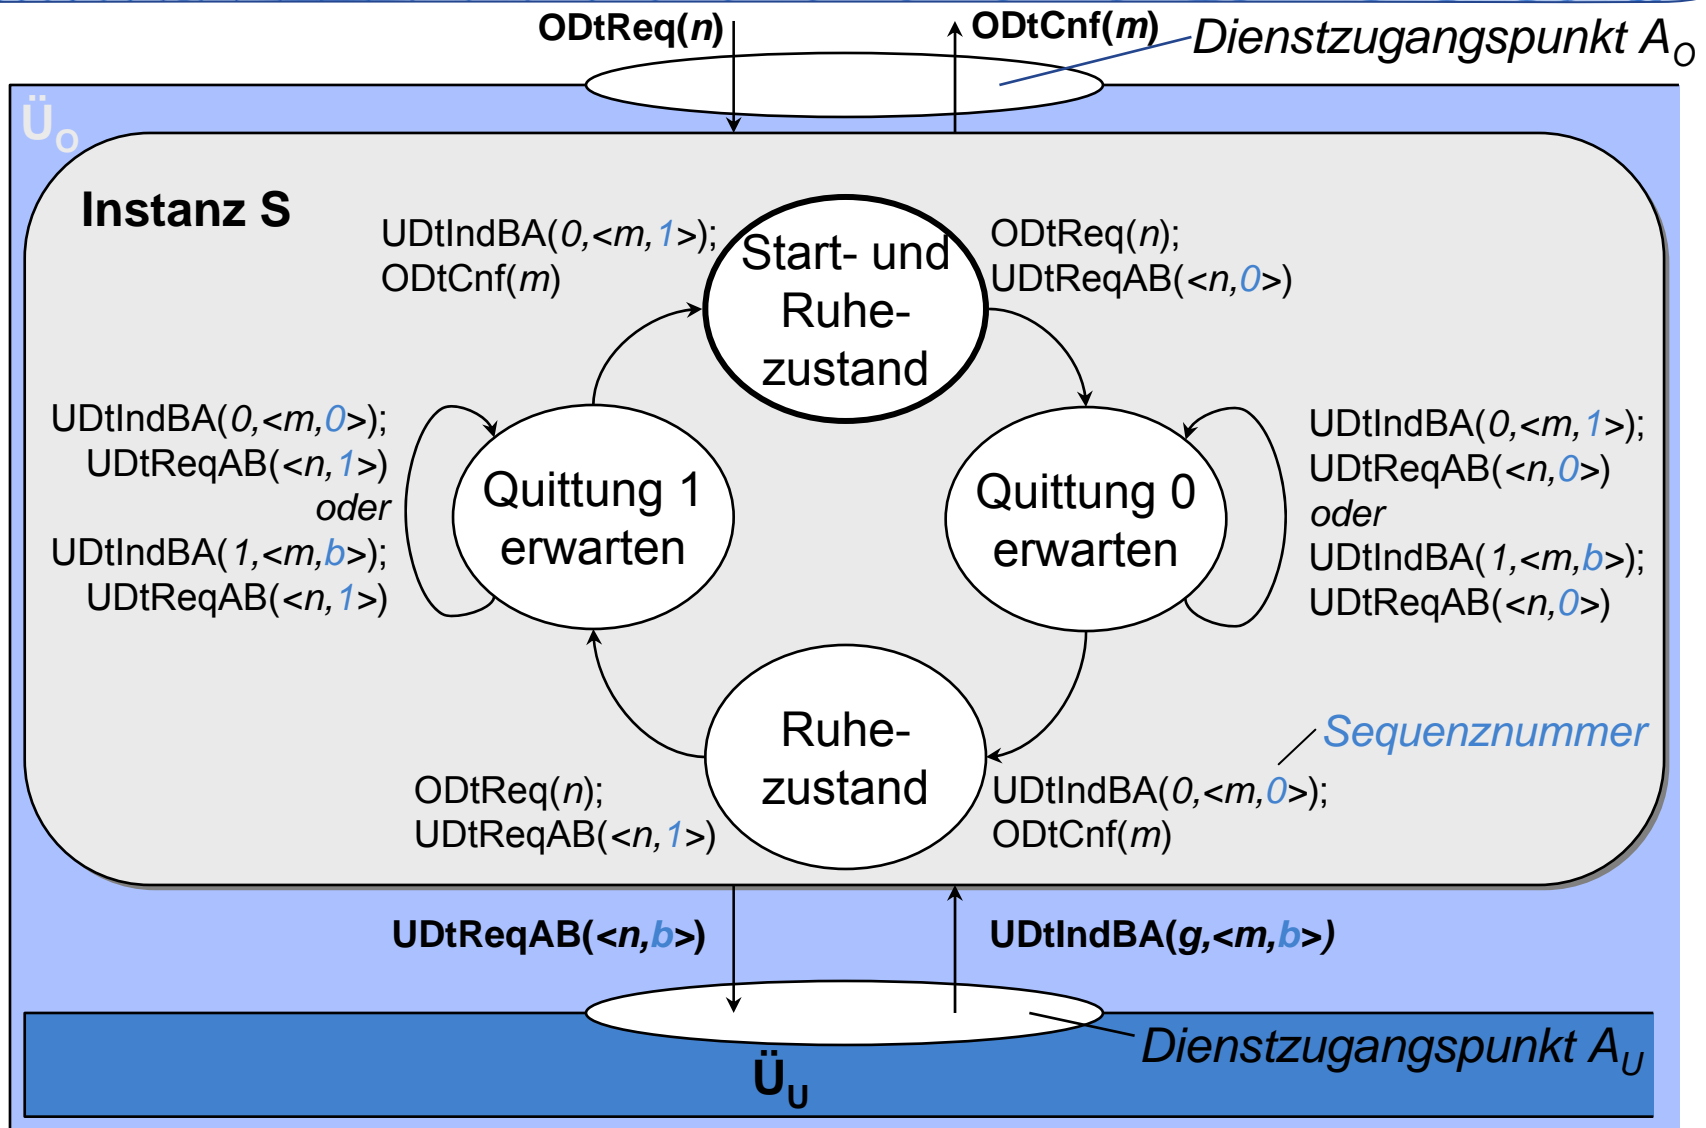 ODtReq(n)
ODtCnf(m)
Dienstzugangspunkt AO
ÜO
Instanz S
UDtIndBA(0,<m,1>);
ODtCnf(m)
Start- und
Ruhe-
zustand
ODtReq(n);
UDtReqAB(<n,0>)
UDtIndBA(0,<m,0>);
UDtReqAB(<n,1>)
oder
UDtIndBA(1,<m,b>);
UDtReqAB(<n,1>)
Quittung 1
erwarten
Quittung 0
erwarten
UDtIndBA(0,<m,1>;
UDtReqAB(<n,0>)
oder
UDtIndBA(1,<m,b>);
UDtReqAB(<n,0>)
Ruhe-
zustand
Sequenznummer
ODtReq(n);
UDtReqAB(<n,1>)
UDtIndBA(0,<m,0>);
ODtCnf(m)
UDtReqAB(<n,b>)
UDtIndBA(g,<m,b>)
Dienstzugangspunkt AU
ÜU